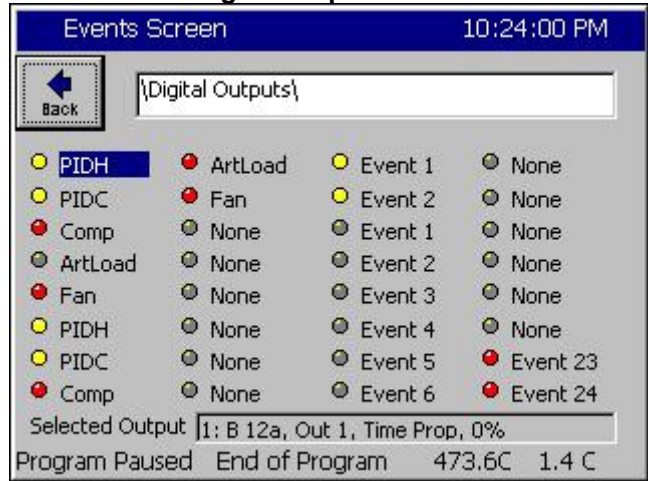 Events Screen 10:24:00 PM
Back
\Digital Outputs\
PIDH ArtLoad Event 1 None
PIDC Fan Event 2 None
Comp None Event 1 None
ArtLoad None Event 2 None
Fan None Event 3 None
PIDH None Event 4 None
PIDC None Event 5 Event 23
Comp None Event 6 Event 24
Selected Output 1: B 12a, Out 1, Time Prop, 0%
Program Paused End of Program 473.6C 1.4 C